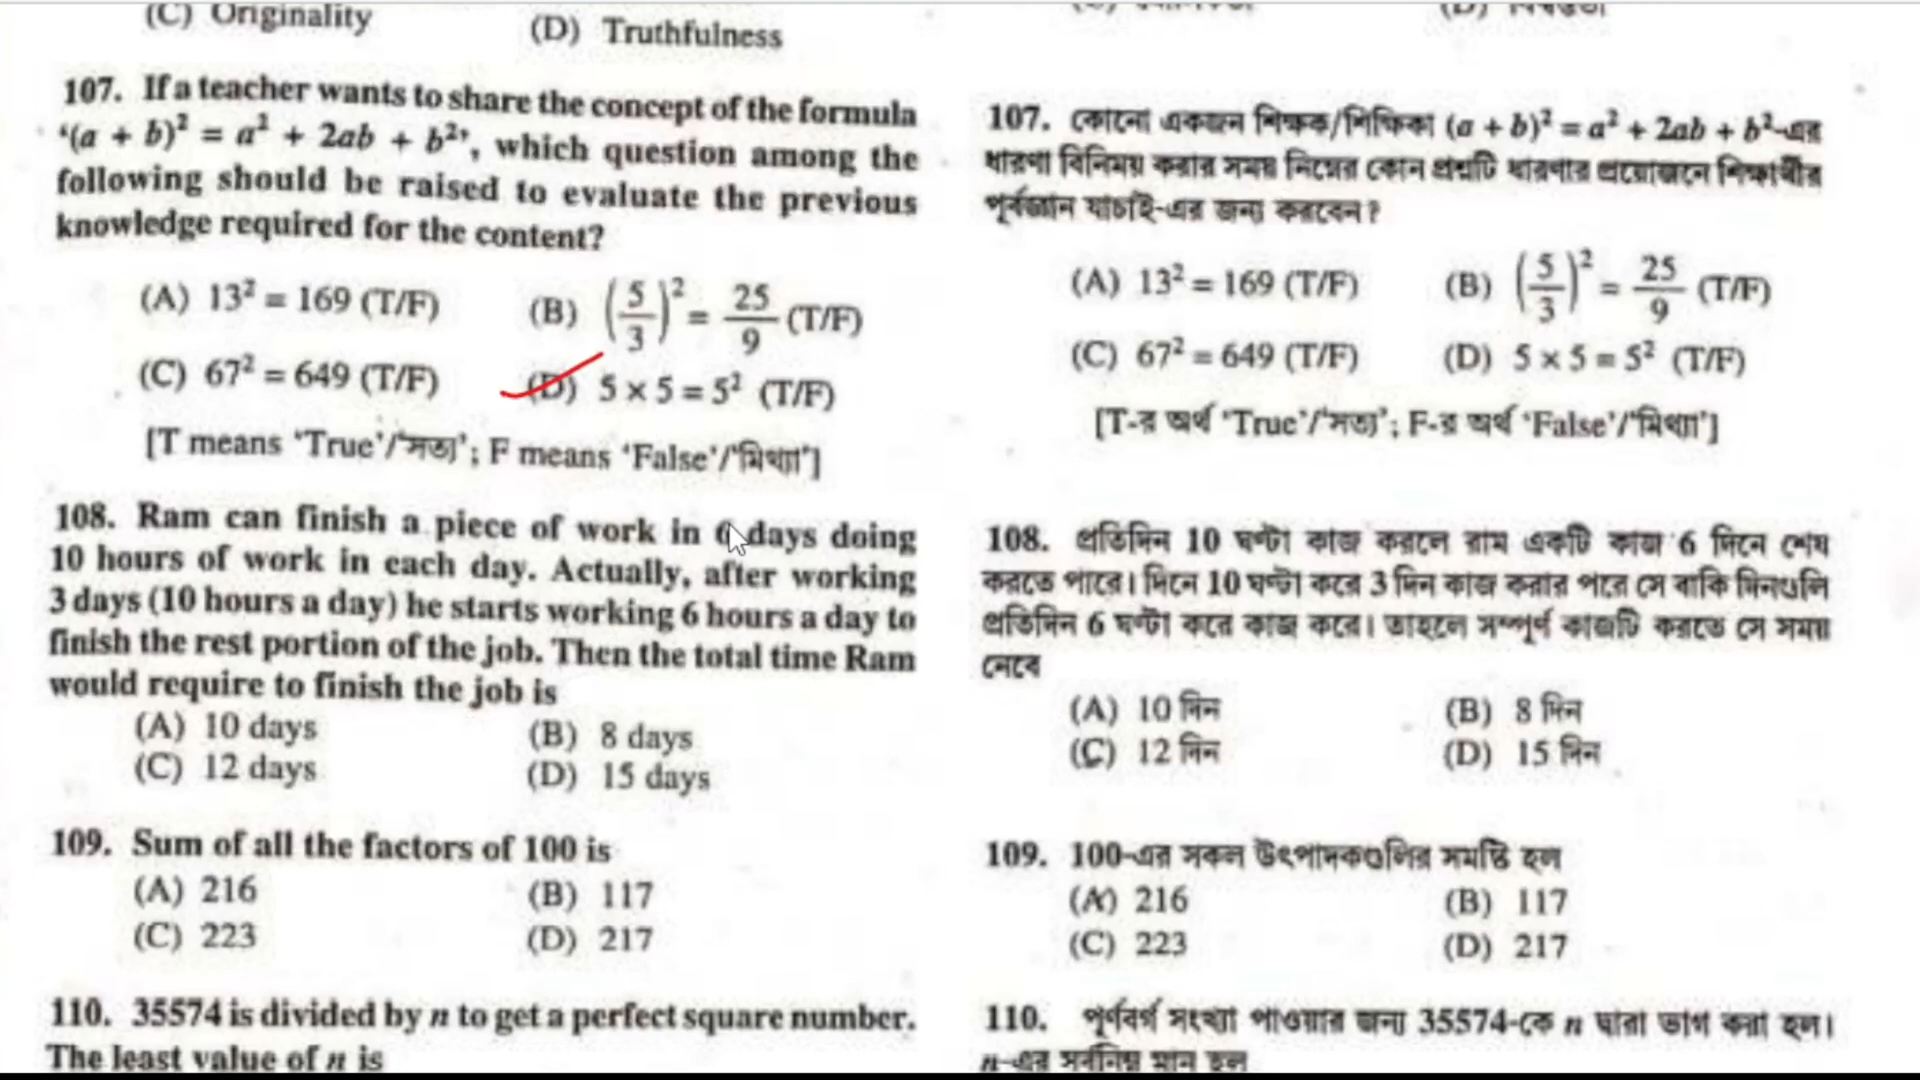 (C) Originality
(D) Truthfulness
107. If a teacher wants to share the concept of the formula
‘(a + b)² = a² + 2ab + b²’, which question among the
following should be raised to evaluate the previous
knowledge required for the content?
(A) 13² = 169 (T/F) (B) (5/3)² = 25/9 (T/F)
(C) 67² = 649 (T/F) (D) 5 × 5 = 5² (T/F)
[T means ‘True’/‘সত্য’; F means ‘False’/‘মিথ্যা’]
108. Ram can finish a piece of work in 6 days doing
10 hours of work in each day. Actually, after working
3 days (10 hours a day) he starts working 6 hours a day to
finish the rest portion of the job. Then the total time Ram
would require to finish the job is
(A) 10 days (B) 8 days
(C) 12 days (D) 15 days
109. Sum of all the factors of 100 is
(A) 216 (B) 117
(C) 223 (D) 217
110. 35574 is divided by n to get a perfect square number.
The least value of n is
107. কোনো একজন শিক্ষক/শিক্ষিকা (a + b)² = a² + 2ab + b²-এর
ধারণা বিনিময় করার সময় নিম্নের কোন প্রশ্নটি ধারণার প্রয়োজনে শিক্ষার্থীর
পূর্বজ্ঞান যাচাই-এর জন্য করবেন?
(A) 13² = 169 (T/F) (B) (5/3)² = 25/9 (T/F)
(C) 67² = 649 (T/F) (D) 5 × 5 = 5² (T/F)
[T-র অর্থ ‘True’/‘সত্য’; F-র অর্থ ‘False’/‘মিথ্যা’]
108. প্রতিদিন 10 ঘণ্টা কাজ করলে রাম একটি কাজ 6 দিনে শেষ
করতে পারে। দিনে 10 ঘণ্টা করে 3 দিন কাজ করার পরে সে বাকি দিনগুলি
প্রতিদিন 6 ঘণ্টা করে কাজ করে। তাহলে সম্পূর্ণ কাজটি করতে সে সময়
নেবে
(A) 10 দিন (B) 8 দিন
(C) 12 দিন (D) 15 দিন
109. 100-এর সকল উৎপাদকগুলির সমষ্টি হল
(A) 216 (B) 117
(C) 223 (D) 217
110. পূর্ণবর্গ সংখ্যা পাওয়ার জন্য 35574-কে n দ্বারা ভাগ করা হল।
n-এর সর্বনিম্ন মান হল